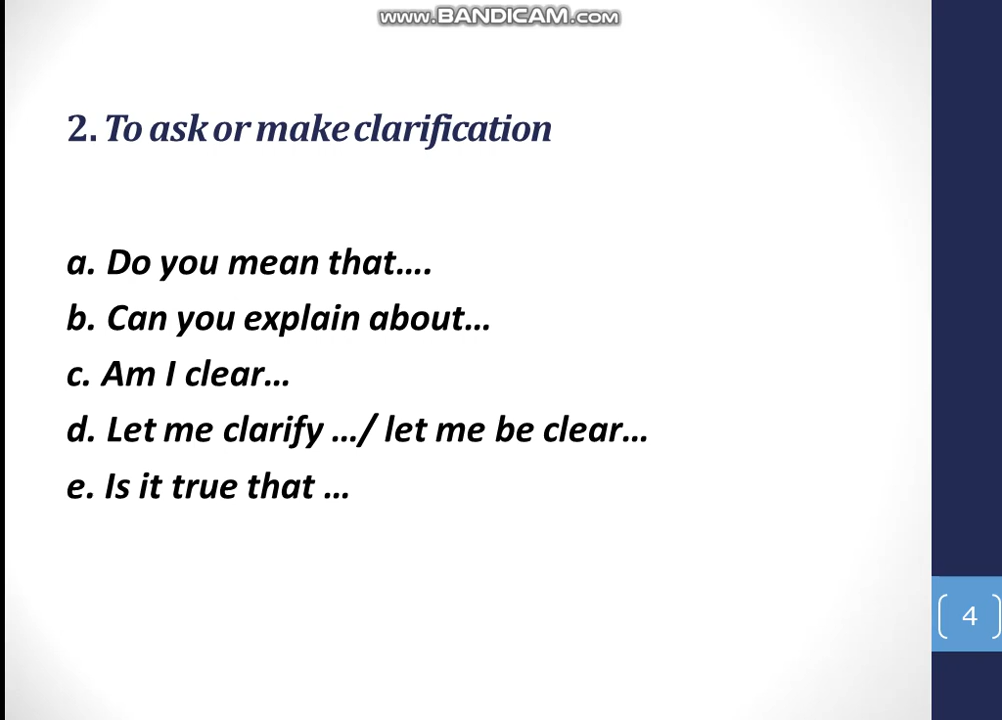 www.BANDICAM.com
2. To ask or make clarification
a. Do you mean that....
b. Can you explain about...
c. Am I clear...
d. Let me clarify .../ let me be clear...
e. Is it true that ...
4